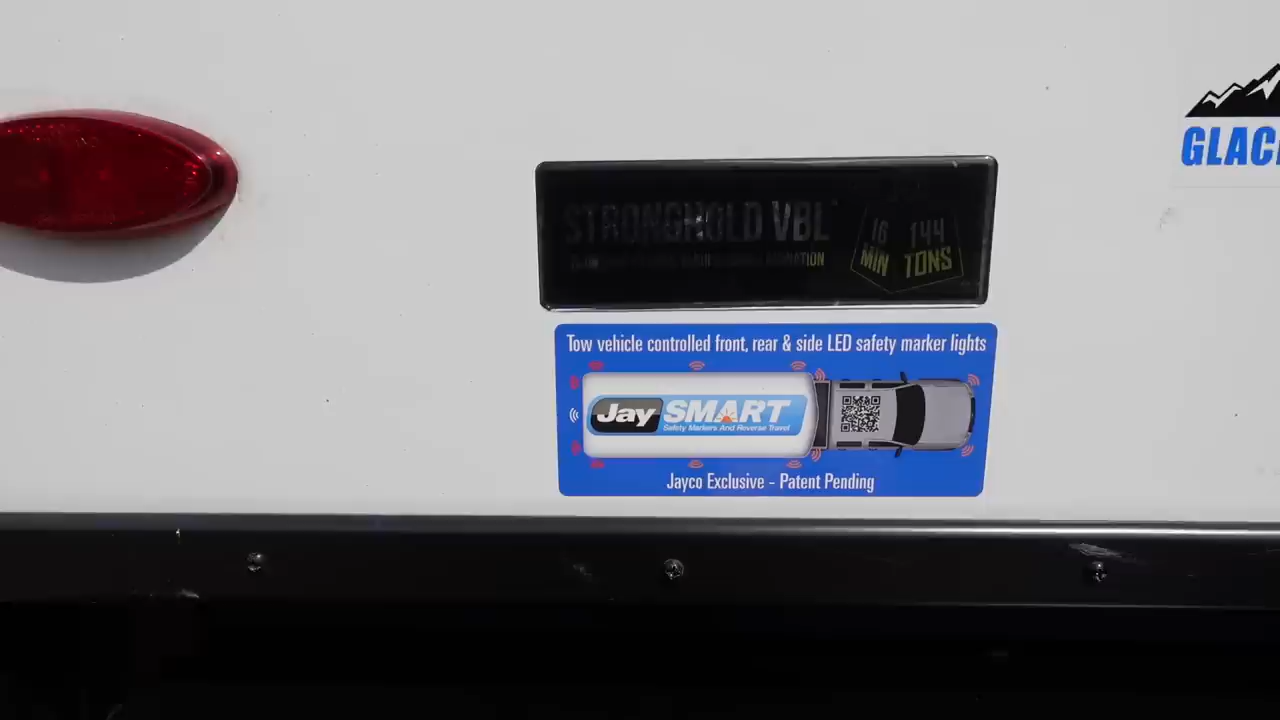 GLAC
STRONGHOLD VBL
16 MIN
144 TONS
Tow vehicle controlled front, rear & side LED safety marker lights
Jay SMART
Safety Markers And Reverse Travel
Jayco Exclusive - Patent Pending